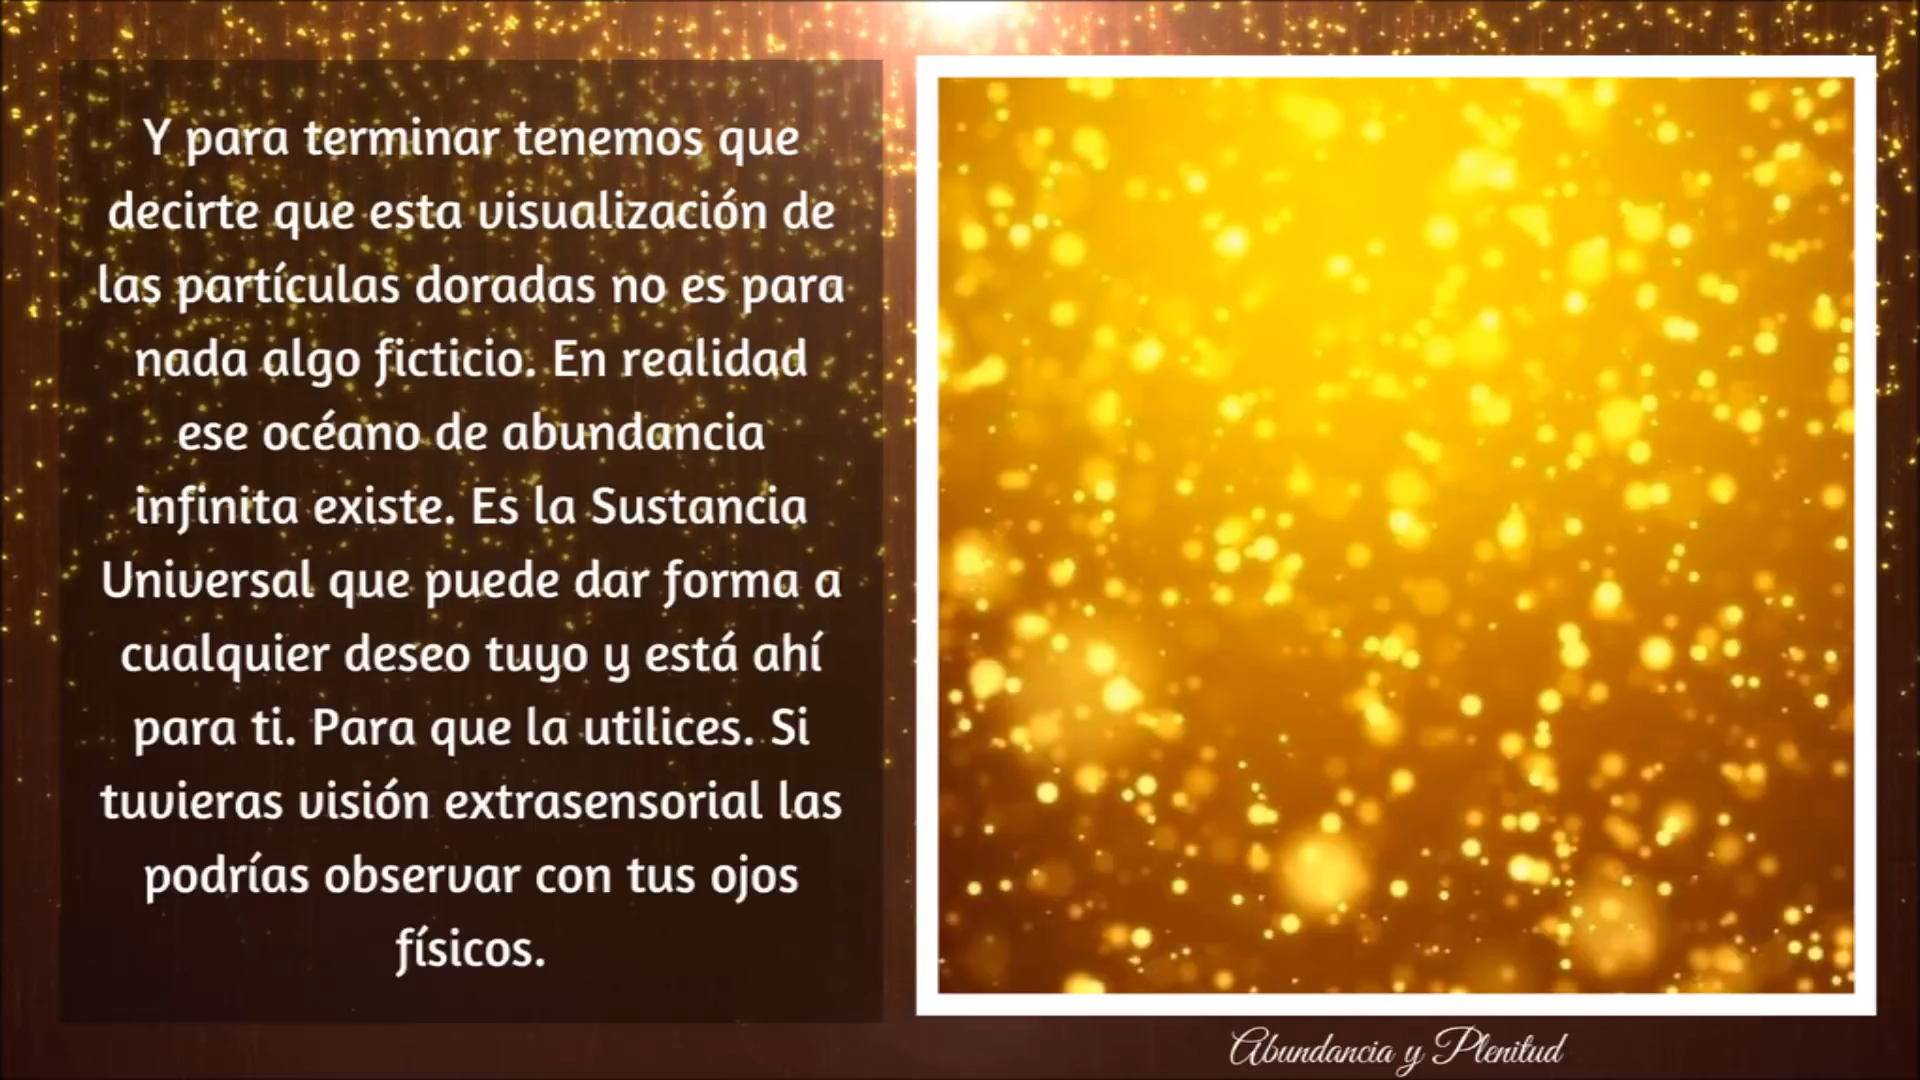 Y para terminar tenemos que
decirte que esta visualización de
las partículas doradas no es para
nada algo ficticio. En realidad
ese océano de abundancia
infinita existe. Es la Sustancia
Universal que puede dar forma a
cualquier deseo tuyo y está ahí
para ti. Para que la utilices. Si
tuvieras visión extrasensorial las
podrías observar con tus ojos
físicos.
Abundancia y Plenitud